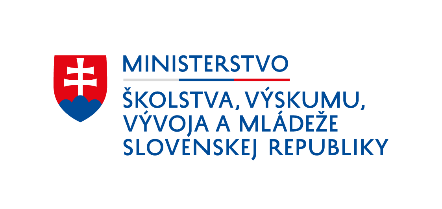 MINISTERSTVO
ŠKOLSTVA, VÝSKUMU,
VÝVOJA A MLÁDEŽE
SLOVENSKEJ REPUBLIKY